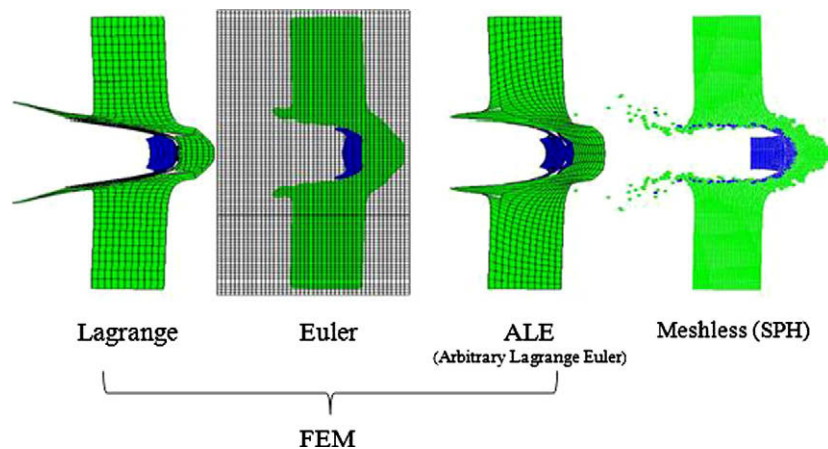 Lagrange
Euler
ALE
(Arbitrary Lagrange Euler)
Meshless (SPH)
FEM